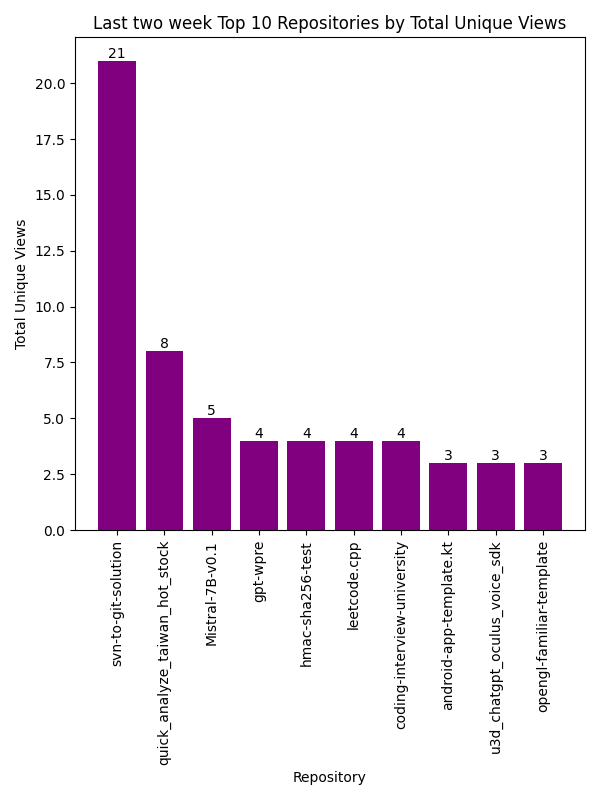 Last two week Top 10 Repositories by Total Unique Views
Total Unique Views
20.0
17.5
15.0
12.5
10.0
7.5
5.0
2.5
0.0
21
8
5
4
4
4
4
3
3
3
svn-to-git-solution
quick_analyze_taiwan_hot_stock
Mistral-7B-v0.1
gpt-wpre
hmac-sha256-test
leetcode.cpp
coding-interview-university
android-app-template.kt
u3d_chatgpt_oculus_voice_sdk
opengl-familiar-template
Repository